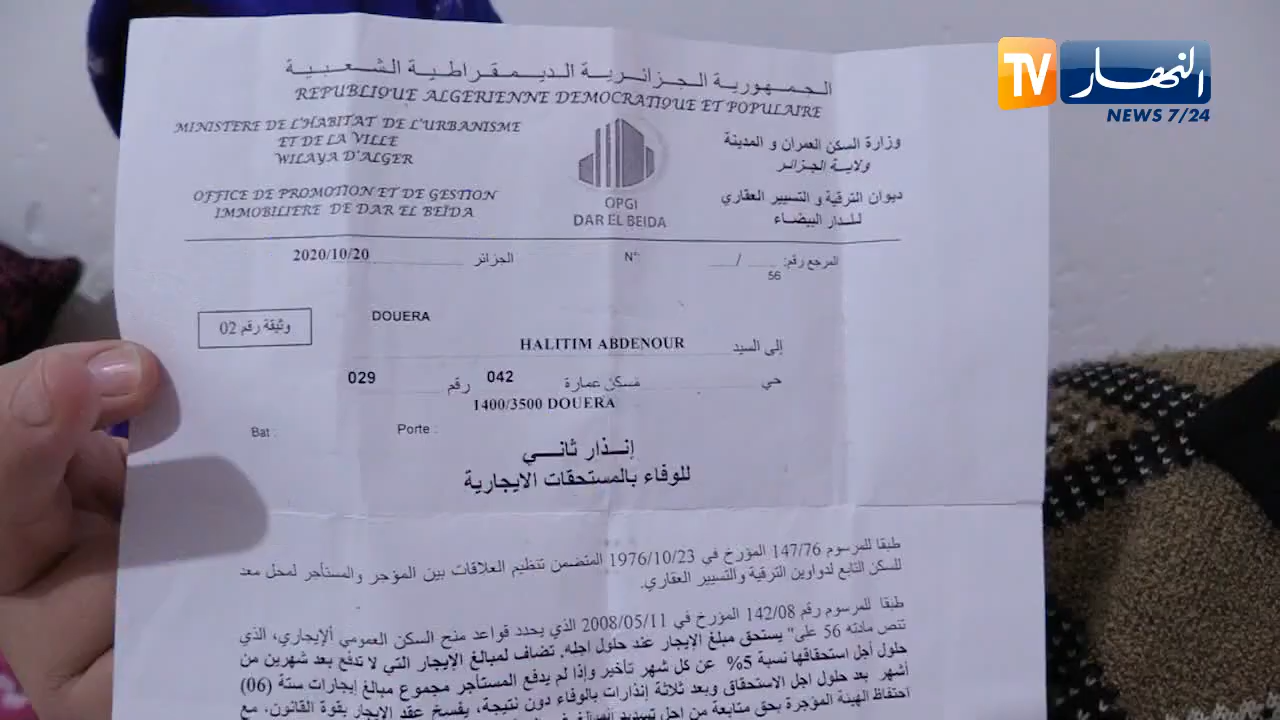 النهار TV
NEWS 7/24
الجمهورية الجزائرية الديمقراطية الشعبية
REPUBLIQUE ALGERIENNE DEMOCRATIQUE ET POPULAIRE
MINISTERE DE L'HABITAT DE L'URBANISME
ET DE LA VILLE
WILAYA D'ALGER
OFFICE DE PROMOTION ET DE GESTION
IMMOBILIERE DE DAR EL BEÏDA
OPGI
DAR EL BEIDA
وزارة السكن العمران و المدينة
ولاية الجزائر
ديوان الترقية و التسيير العقاري
للدار البيضاء
المرجع رقم: ___ / ___ N°:
56
الجزائر 2020/10/20
وثيقة رقم 02
DOUERA
إلى السيد HALITIM ABDENOUR
حي مسكن عمارة 042 رقم 029
1400/3500 DOUERA
Bat : Porte :
إنـــذار ثانـــي
للوفاء بالمستحقات الايجارية
طبقا للمرسوم 147/76 المؤرخ في 1976/10/23 المتضمن تنظيم العلاقات بين المؤجر والمستأجر لمحل معد
للسكن التابع لدواوين الترقية والتسيير العقاري.
طبقا للمرسوم رقم 142/08 المؤرخ في 2008/05/11 الذي يحدد قواعد منح السكن العمومي الإيجاري، الذي
تنص مادته 56 على" يستحق مبلغ الإيجار عند حلول اجله. تضاف لمبالغ الإيجار التي لا تدفع بعد شهرين من
حلول أجل استحقاقها نسبة 5% عن كل شهر تأخير وإذا لم يدفع المستأجر مجموع مبالغ إيجارات ستة (06)
أشهر بعد حلول اجل الاستحقاق وبعد ثلاثة إنذارات بالوفاء دون نتيجة، يفسخ عقد الإيجار بقوة القانون، مع
احتفاظ الهيئة المؤجرة بحق متابعة من اجل تسديد المبالغ